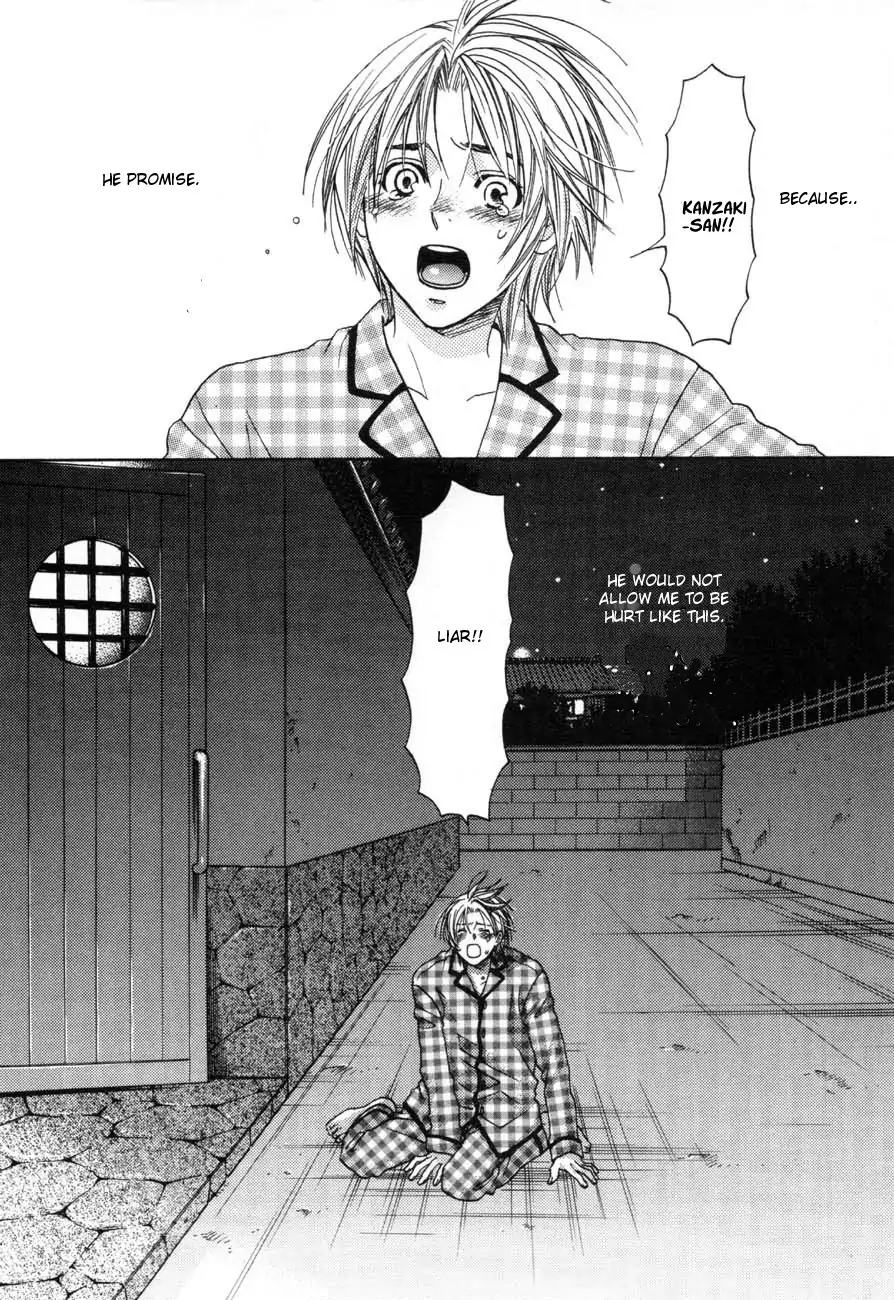 BECAUSE..
KANZAKI
-SAN!!
HE PROMISE.
HE WOULD NOT
ALLOW ME TO BE
HURT LIKE THIS.
LIAR!!